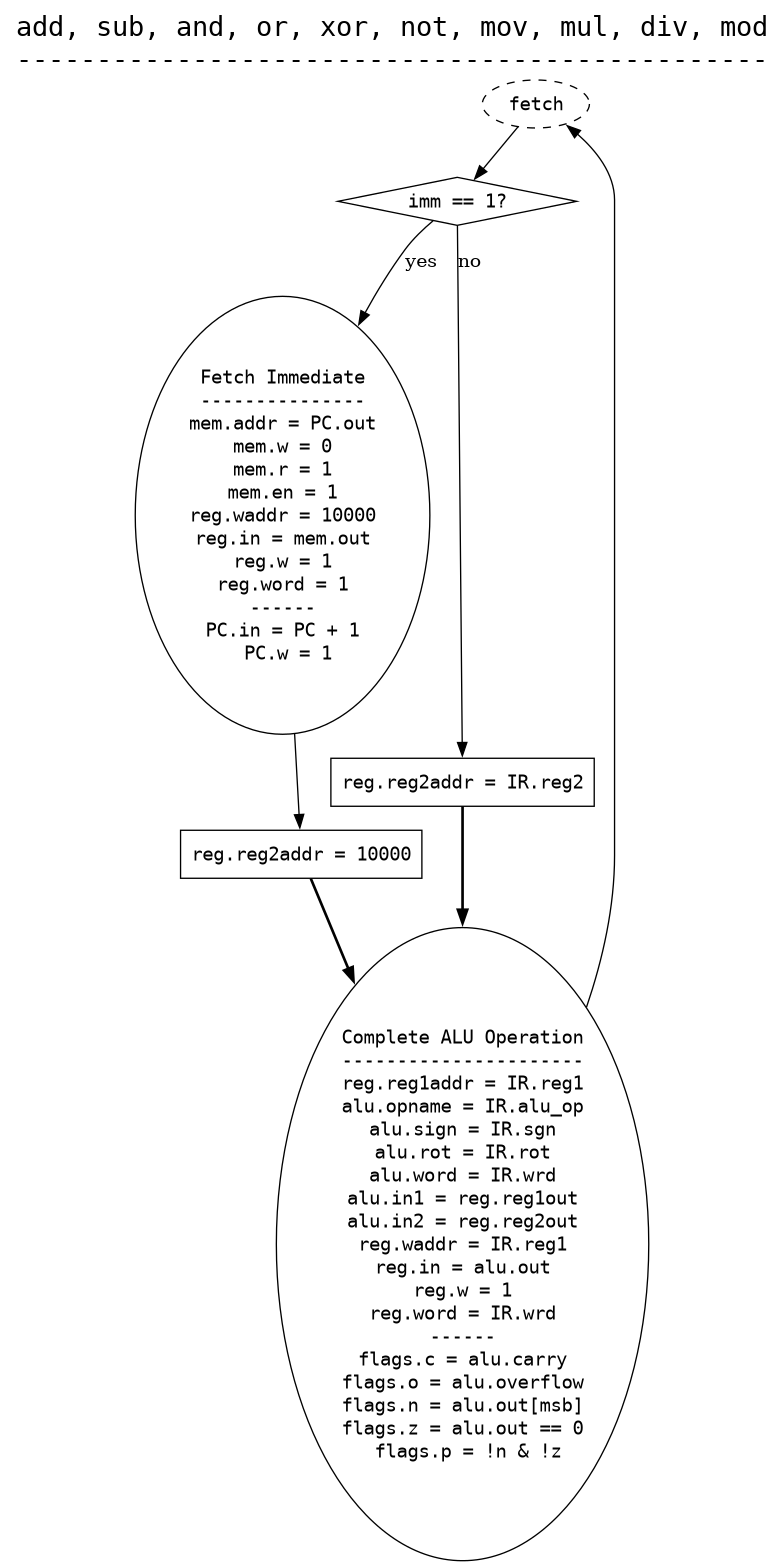 add, sub, and, or, xor, not, mov, mul, div, mod
-----------------------------------------------
fetch
imm == 1?
yes
no
Fetch Immediate
---------------
mem.addr = PC.out
mem.w = 0
mem.r = 1
mem.en = 1
reg.waddr = 10000
reg.in = mem.out
reg.w = 1
reg.word = 1
------
PC.in = PC + 1
PC.w = 1
reg.reg2addr = IR.reg2
reg.reg2addr = 10000
Complete ALU Operation
----------------------
reg.reg1addr = IR.reg1
alu.opname = IR.alu_op
alu.sign = IR.sgn
alu.rot = IR.rot
alu.word = IR.wrd
alu.in1 = reg.reg1out
alu.in2 = reg.reg2out
reg.waddr = IR.reg1
reg.in = alu.out
reg.w = 1
reg.word = IR.wrd
------
flags.c = alu.carry
flags.o = alu.overflow
flags.n = alu.out[msb]
flags.z = alu.out == 0
flags.p = !n & !z